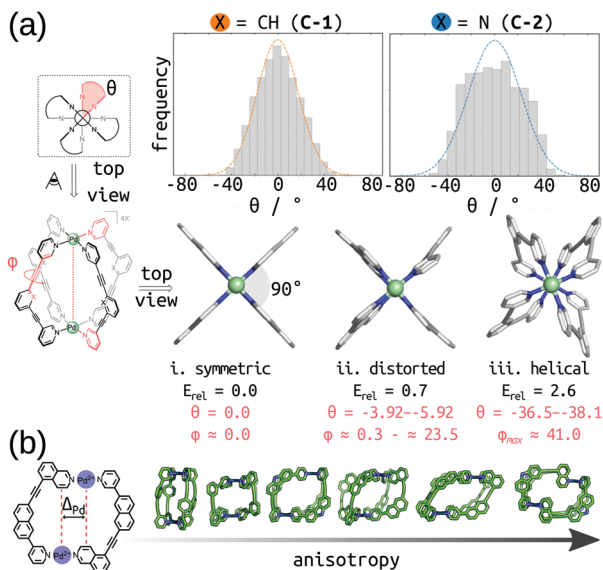 (a)
X = CH (C-1)
X = N (C-2)
θ
top
view
frequency
-80 -40 0 40 80
θ / °
-80 -40 0 40 80
θ / °
4X⁻
Pd
N
X
φ
Pd
top
view
90°
i. symmetric
E_rel = 0.0
θ = 0.0
φ ≈ 0.0
ii. distorted
E_rel = 0.7
θ = -3.92–-5.92
φ ≈ 0.3 - ≈ 23.5
iii. helical
E_rel = 2.6
θ = -36.5–-38.1
φ_max ≈ 41.0
(b)
N Pd²⁺ N
Δ_Pd
N Pd²⁺ N
anisotropy